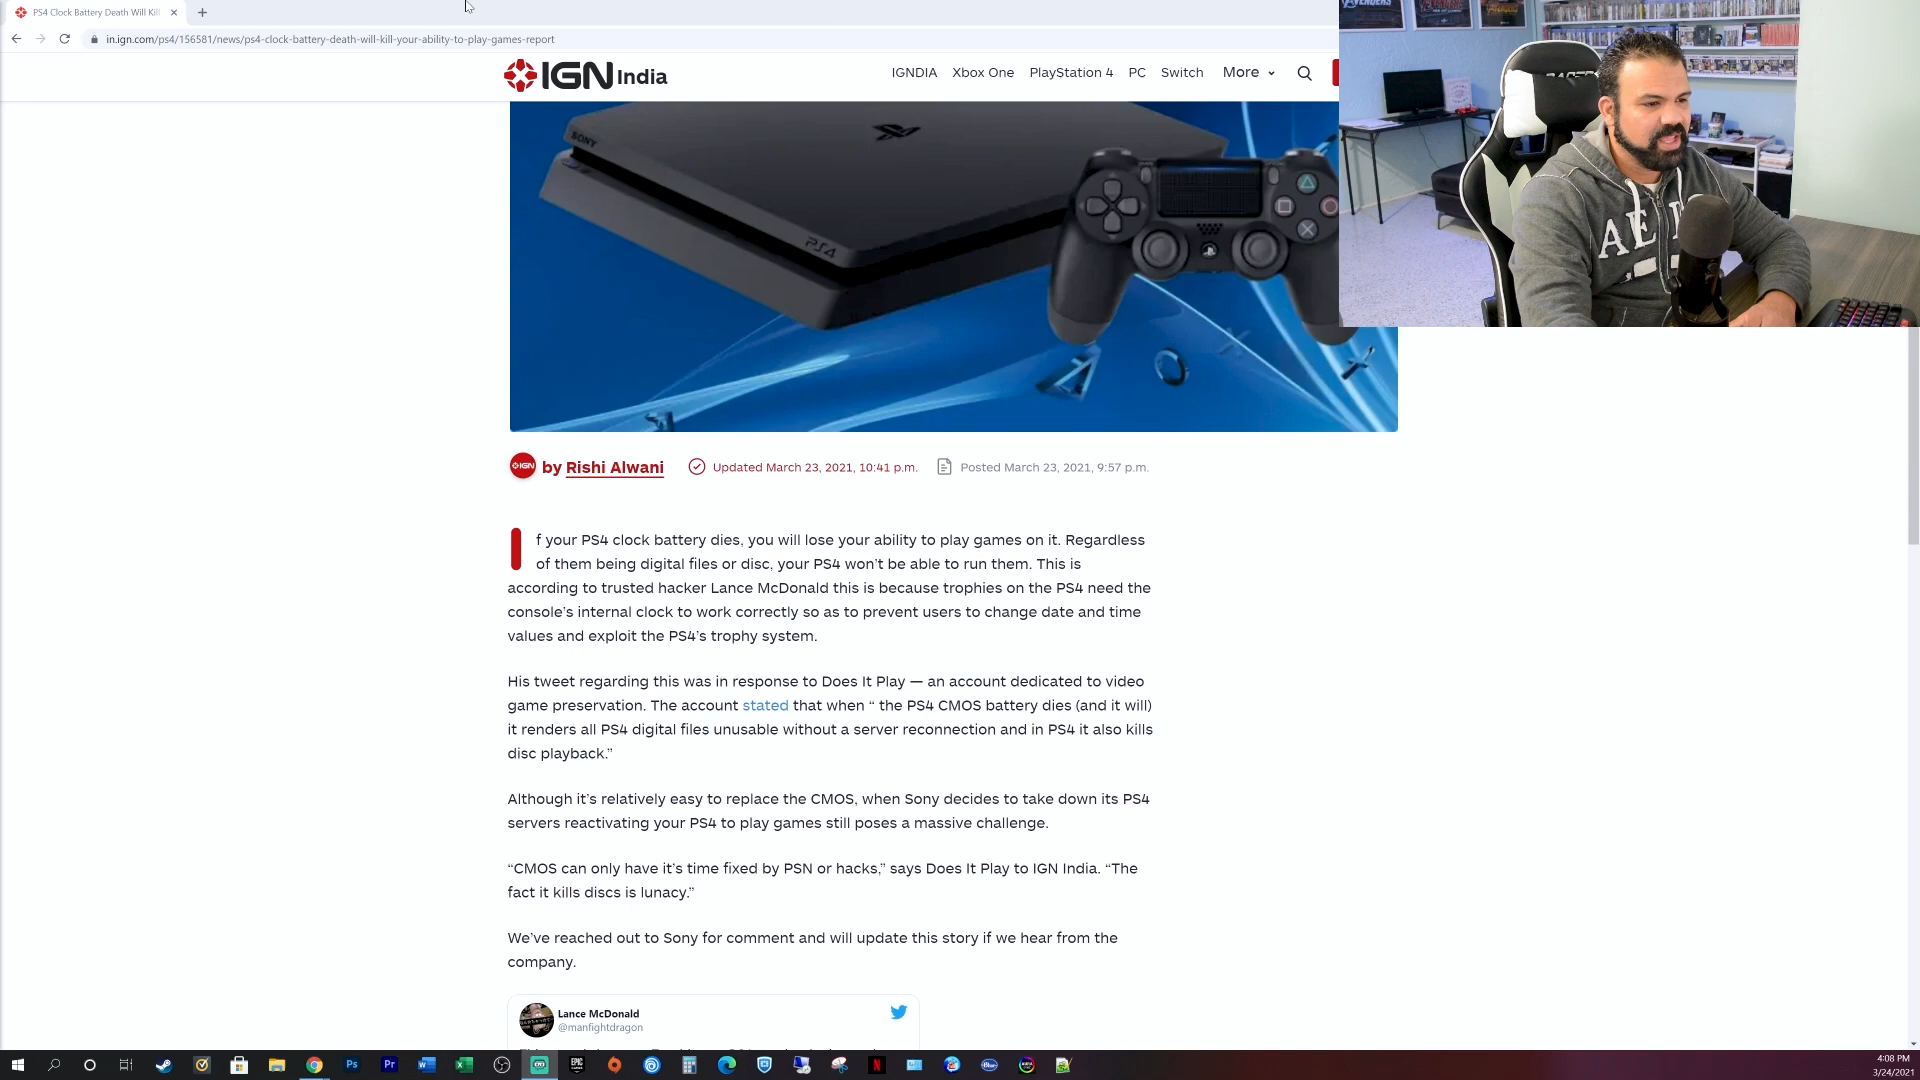 PS4 Clock Battery Death Will Kill
in.ign.com/ps4/156581/news/ps4-clock-battery-death-will-kill-your-ability-to-play-games-report
IGN India
IGNDIA Xbox One PlayStation 4 PC Switch More
SONY
PS4
AE
IGN by Rishi Alwani Updated March 23, 2021, 10:41 p.m. Posted March 23, 2021, 9:57 p.m.
If your PS4 clock battery dies, you will lose your ability to play games on it. Regardless
of them being digital files or disc, your PS4 won’t be able to run them. This is
according to trusted hacker Lance McDonald this is because trophies on the PS4 need the
console’s internal clock to work correctly so as to prevent users to change date and time
values and exploit the PS4’s trophy system.
His tweet regarding this was in response to Does It Play — an account dedicated to video
game preservation. The account stated that when “ the PS4 CMOS battery dies (and it will)
it renders all PS4 digital files unusable without a server reconnection and in PS4 it also kills
disc playback.”
Although it’s relatively easy to replace the CMOS, when Sony decides to take down its PS4
servers reactivating your PS4 to play games still poses a massive challenge.
“CMOS can only have it’s time fixed by PSN or hacks,” says Does It Play to IGN India. “The
fact it kills discs is lunacy.”
We’ve reached out to Sony for comment and will update this story if we hear from the
company.
Lance McDonald
@manfightdragon
4:08 PM
3/24/2021